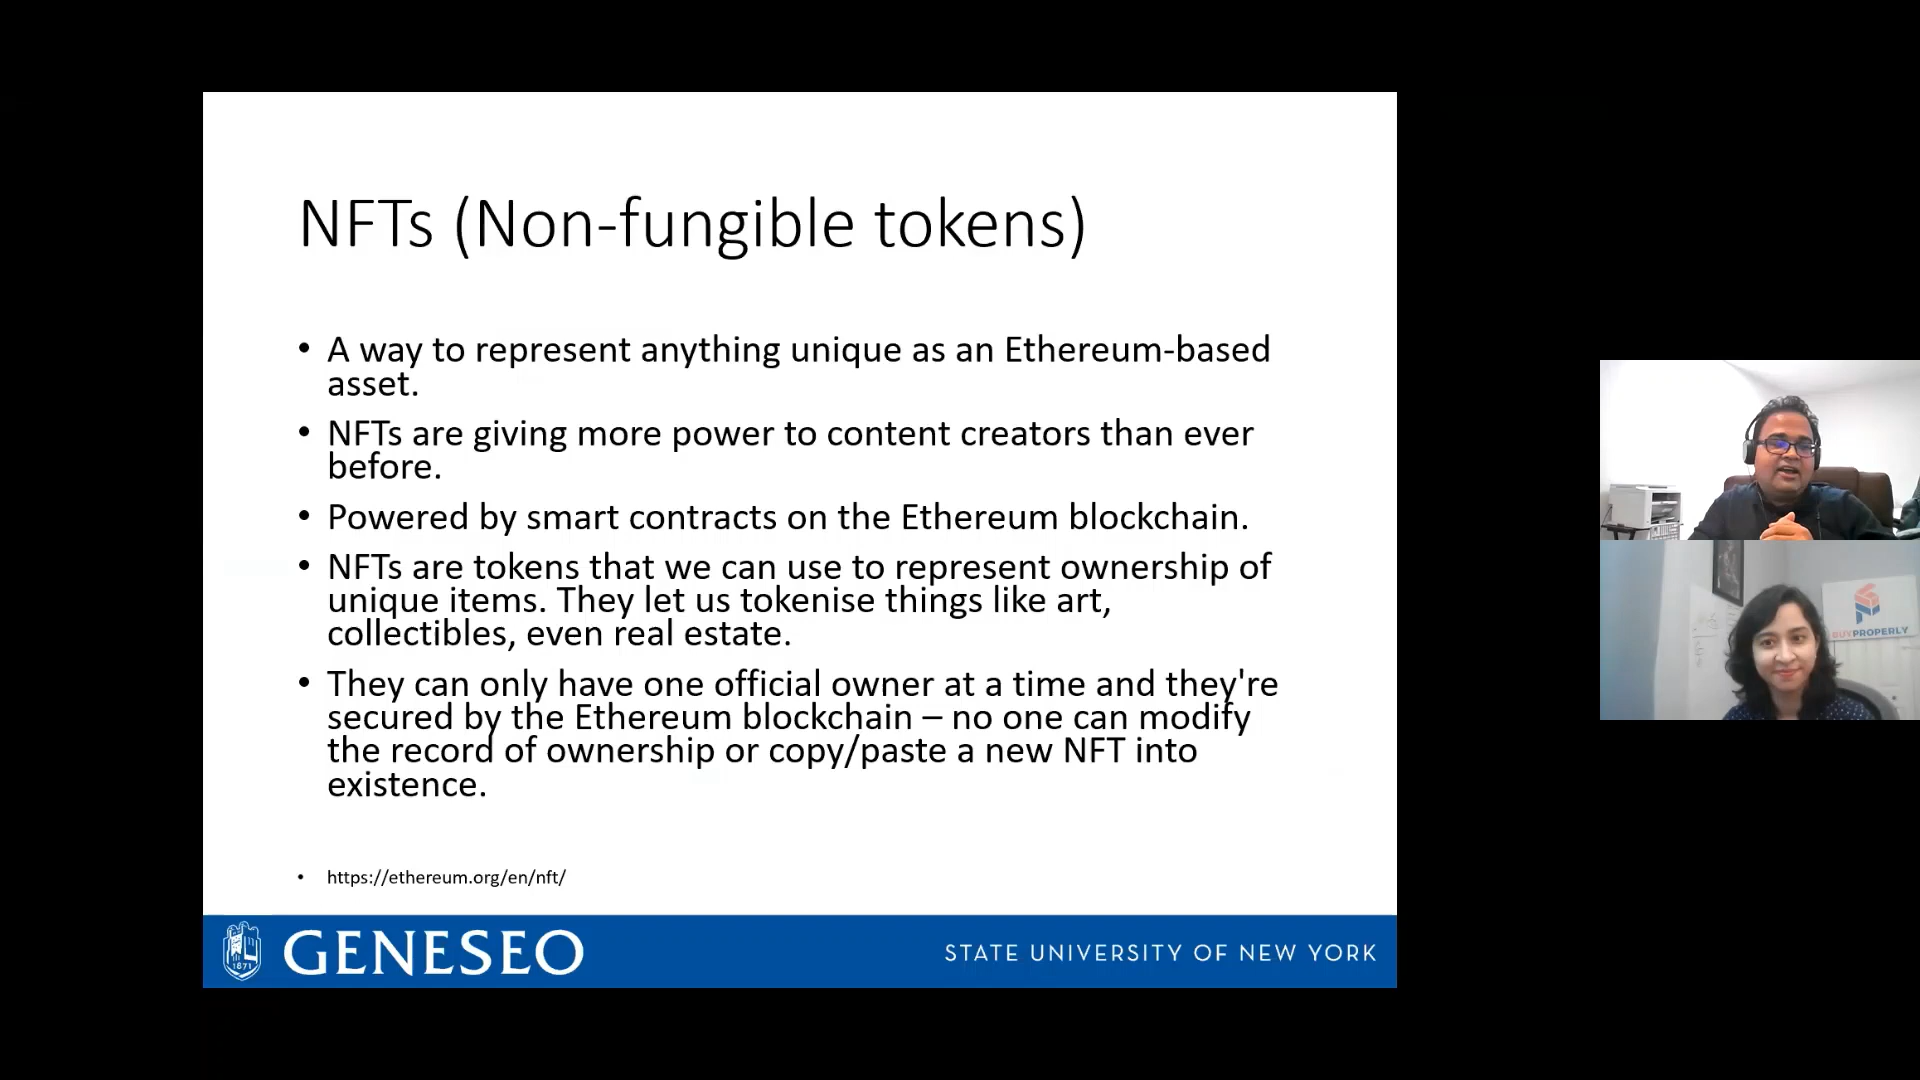 NFTs (Non-fungible tokens)
• A way to represent anything unique as an Ethereum-based
asset.
• NFTs are giving more power to content creators than ever
before.
• Powered by smart contracts on the Ethereum blockchain.
• NFTs are tokens that we can use to represent ownership of
unique items. They let us tokenise things like art,
collectibles, even real estate.
• They can only have one official owner at a time and they're
secured by the Ethereum blockchain – no one can modify
the record of ownership or copy/paste a new NFT into
existence.
• https://ethereum.org/en/nft/
1871
GENESEO
STATE UNIVERSITY OF NEW YORK
BUYPROPERLY